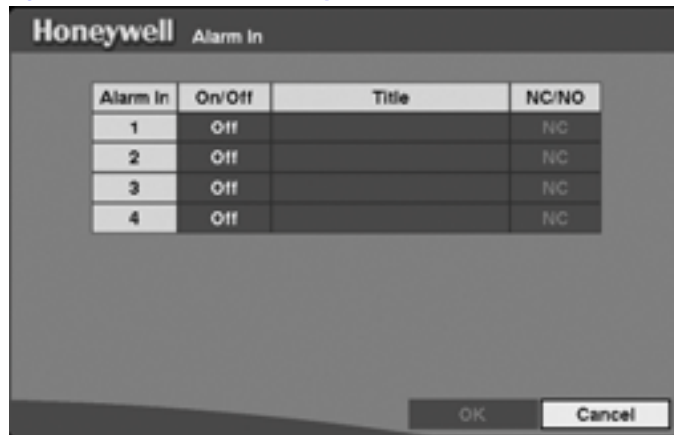 Honeywell Alarm In
Alarm In On/Off Title NC/NO
1 Off NC
2 Off NC
3 Off NC
4 Off NC
OK Cancel